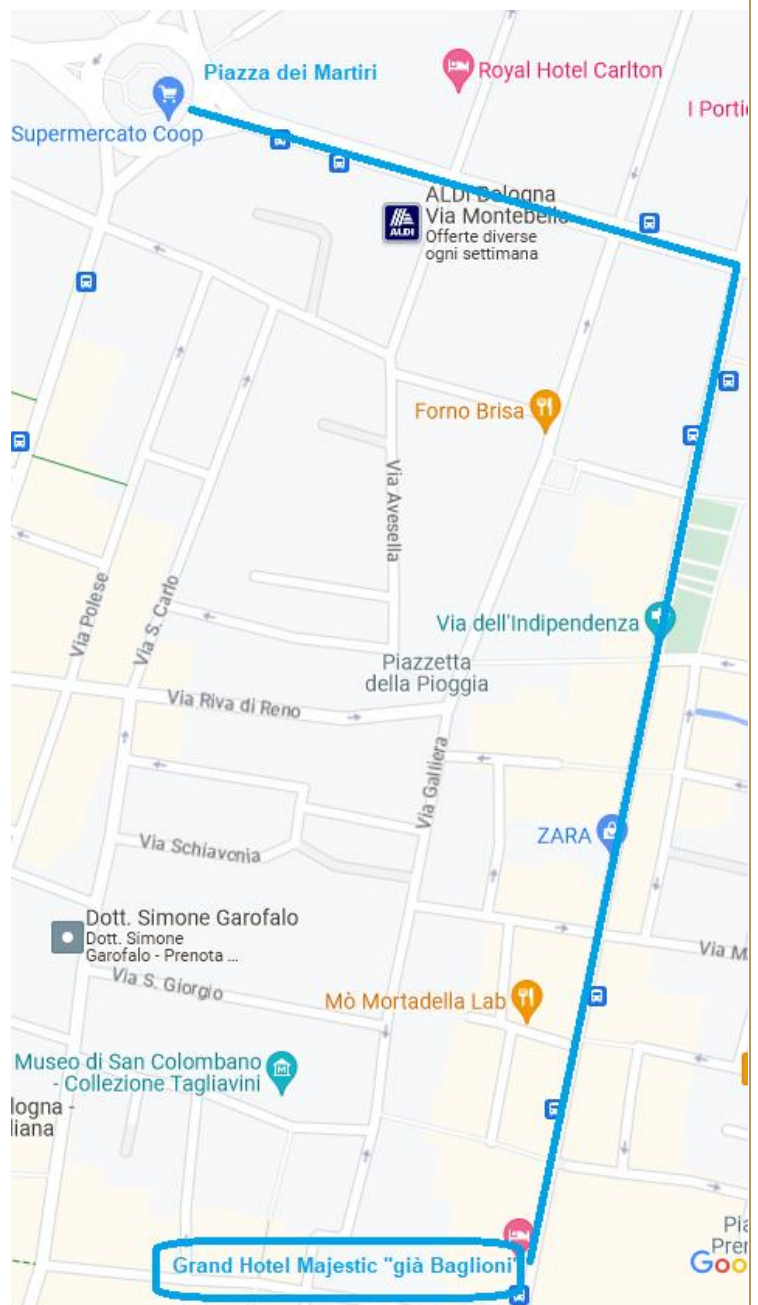 Piazza dei Martiri
Royal Hotel Carlton
I Porti
Supermercato Coop
ALDI Bologna
Via Montebello
Offerte diverse
ogni settimana
ALDI
Forno Brisa
Via Avesella
Via Polese
Via S. Carlo
Via dell'Indipendenza
Piazzetta
della Pioggia
Via Riva di Reno
Via Galliera
ZARA
Via Schiavonia
Dott. Simone Garofalo
Dott. Simone
Garofalo - Prenota ...
Via M
Via S. Giorgio
Mò Mortadella Lab
Museo di San Colombano
- Collezione Tagliavini
logna -
liana
Pia
Prer
Goo
Grand Hotel Majestic "già Baglioni"